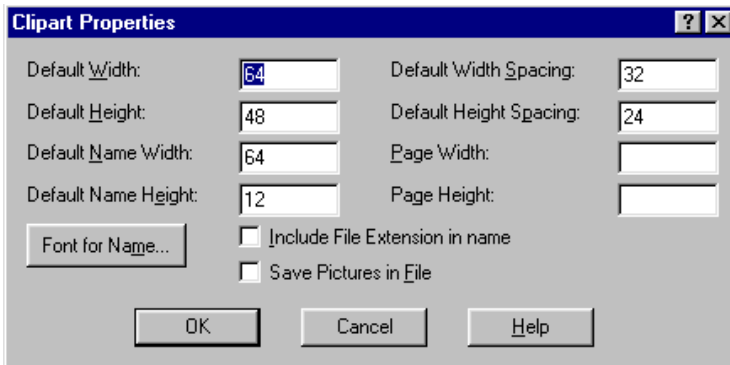 Clipart Properties
Default Width: 64 Default Width Spacing: 32
Default Height: 48 Default Height Spacing: 24
Default Name Width: 64 Page Width:
Default Name Height: 12 Page Height:
Font for Name... Include File Extension in name
Save Pictures in File
OK Cancel Help